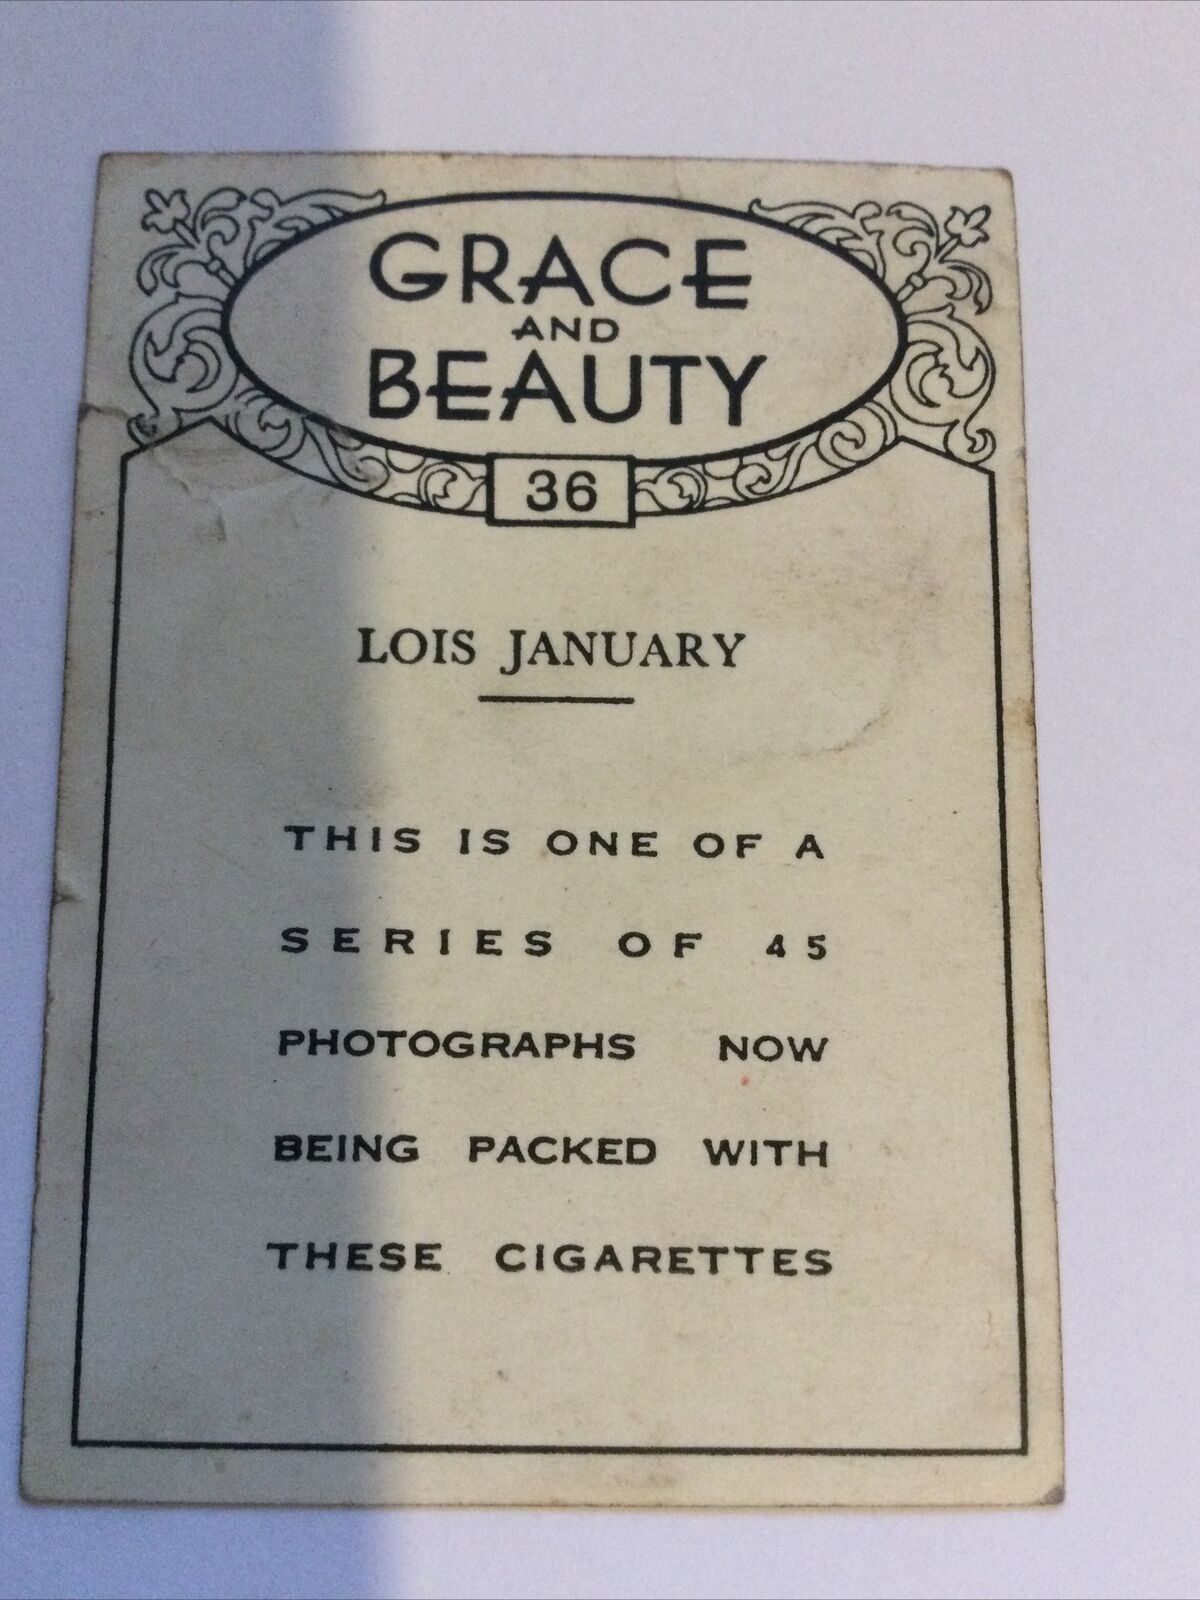 GRACE
AND
BEAUTY
36
LOIS JANUARY
THIS IS ONE OF A
SERIES OF 45
PHOTOGRAPHS NOW
BEING PACKED WITH
THESE CIGARETTES